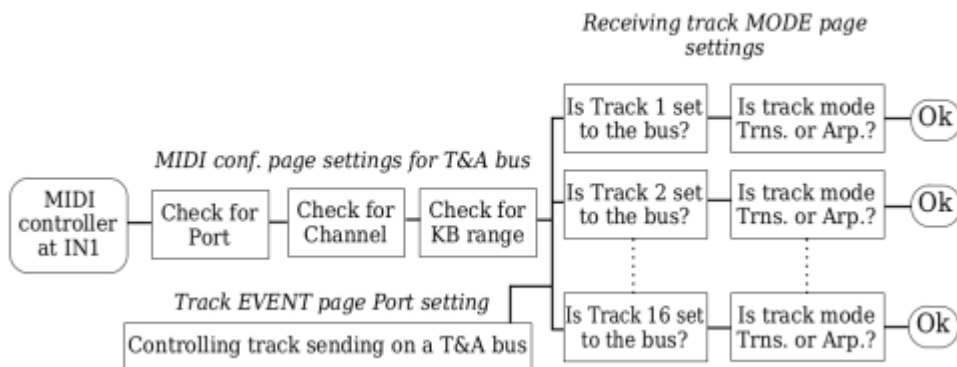 Receiving track MODE page
settings
Is Track 1 set
to the bus?
Is track mode
Trns. or Arp.?
Ok
MIDI conf. page settings for T&A bus
MIDI
controller
at IN1
Check for
Port
Check for
Channel
Check for
KB range
Is Track 2 set
to the bus?
Is track mode
Trns. or Arp.?
Ok
Track EVENT page Port setting
Controlling track sending on a T&A bus
Is Track 16 set
to the bus?
Is track mode
Trns. or Arp.?
Ok